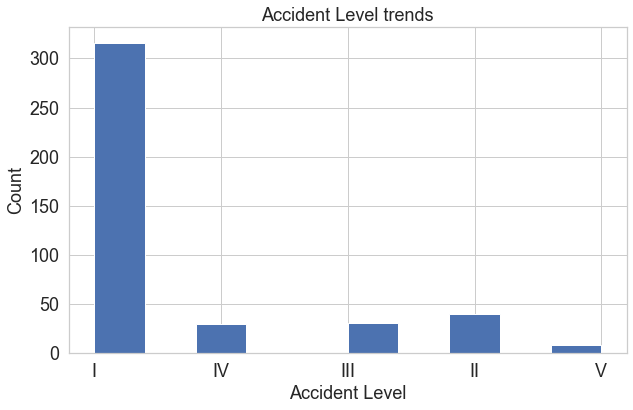 Accident Level trends
300
250
200
150
100
50
0
Count
I IV III II V
Accident Level